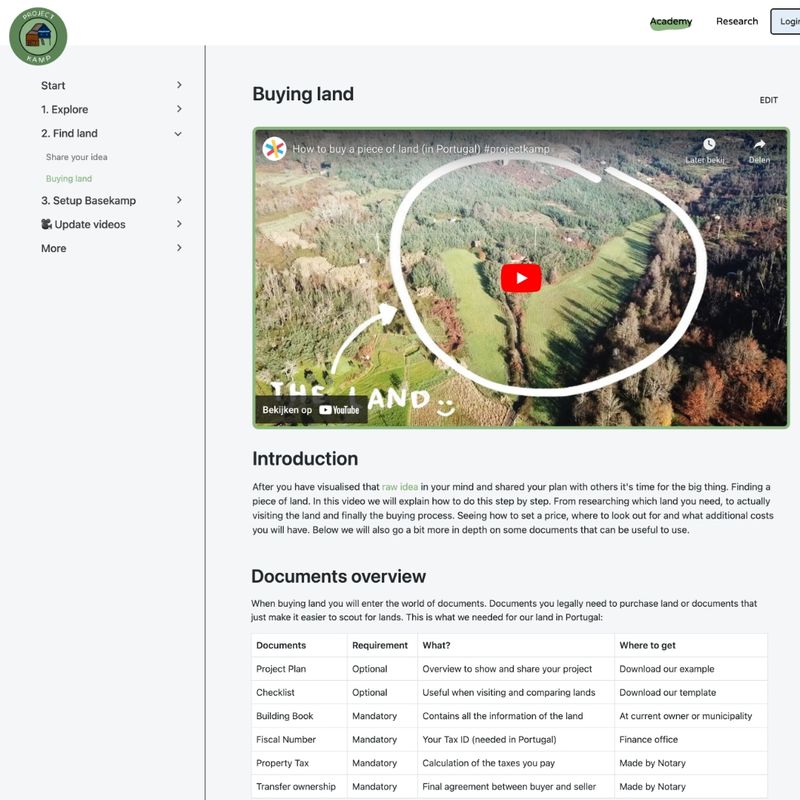 PROJECT
KAMP
Academy
Research
Login
Start
1. Explore
2. Find land
Share your idea
Buying land
3. Setup Basekamp
Update videos
More
Buying land
EDIT
How to buy a piece of land (in Portugal) #projectkamp
Later bekij...
Delen
THE LAND
Bekijken op YouTube
Introduction
After you have visualised that raw idea in your mind and shared your plan with others it's time for the big thing. Finding a
piece of land. In this video we will explain how to do this step by step. From researching which land you need, to actually
visiting the land and finally the buying process. Seeing how to set a price, where to look out for and what additional costs
you will have. Below we will also go a bit more in depth on some documents that can be useful to use.
Documents overview
When buying land you will enter the world of documents. Documents you legally need to purchase land or documents that
just make it easier to scout for lands. This is what we needed for our land in Portugal:
Documents Requirement What? Where to get
Project Plan Optional Overview to show and share your project Download our example
Checklist Optional Useful when visiting and comparing lands Download our template
Building Book Mandatory Contains all the information of the land At current owner or municipality
Fiscal Number Mandatory Your Tax ID (needed in Portugal) Finance office
Property Tax Mandatory Calculation of the taxes you pay Made by Notary
Transfer ownership Mandatory Final agreement between buyer and seller Made by Notary